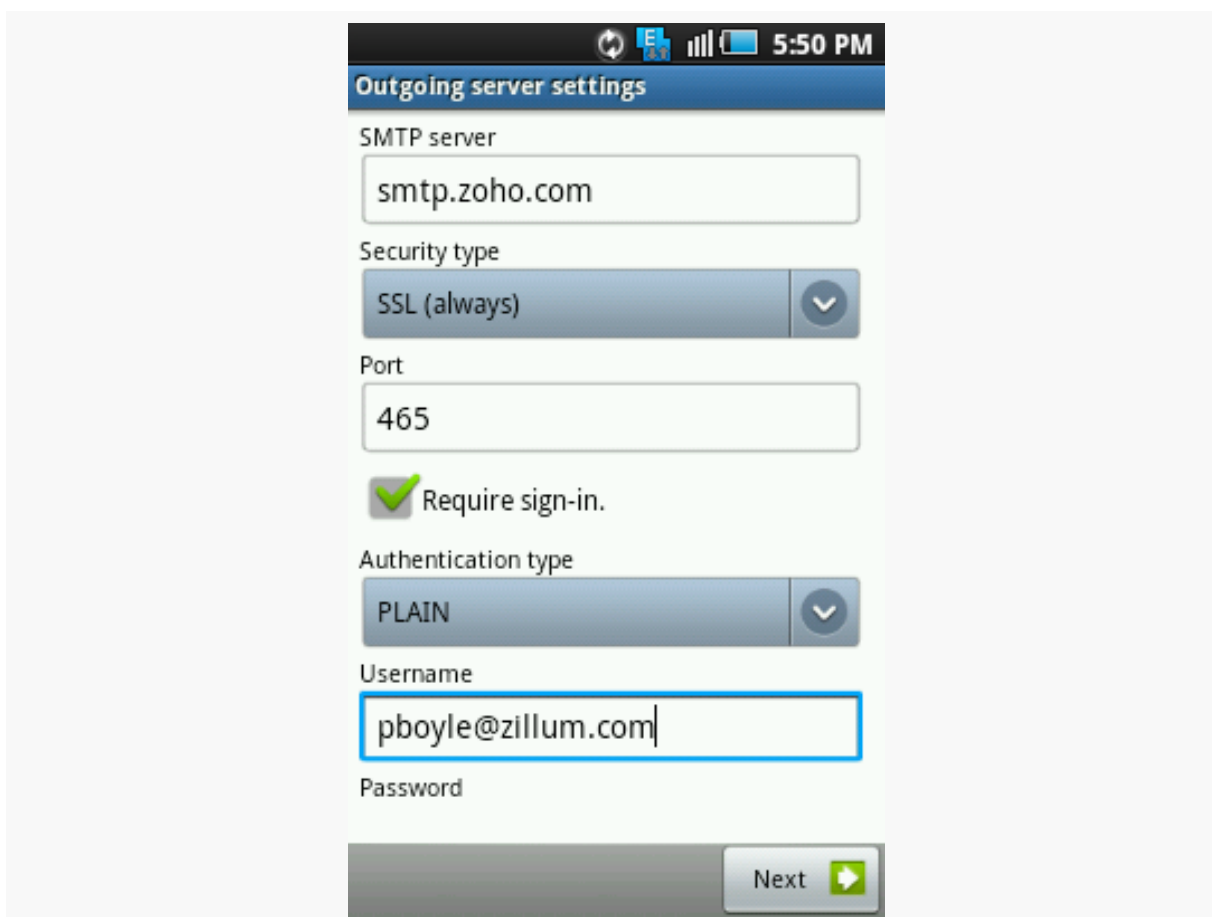 E
5:50 PM
Outgoing server settings
SMTP server
smtp.zoho.com
Security type
SSL (always)
Port
465
Require sign-in.
Authentication type
PLAIN
Username
pboyle@zillum.com
Password
Next